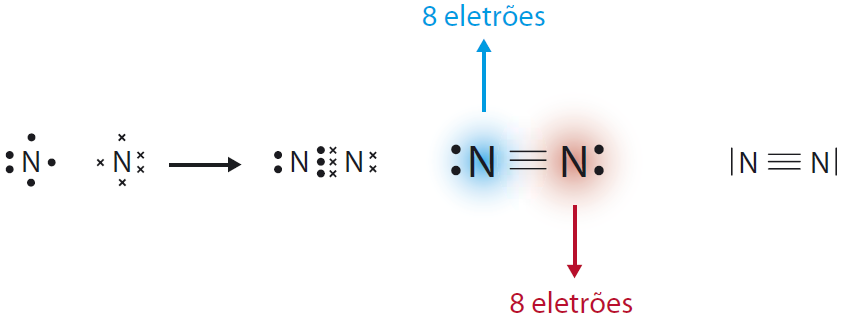 8 eletrões
:N· ×N×× → :N⋮×××N×× :N≡N: |N≡N|
8 eletrões